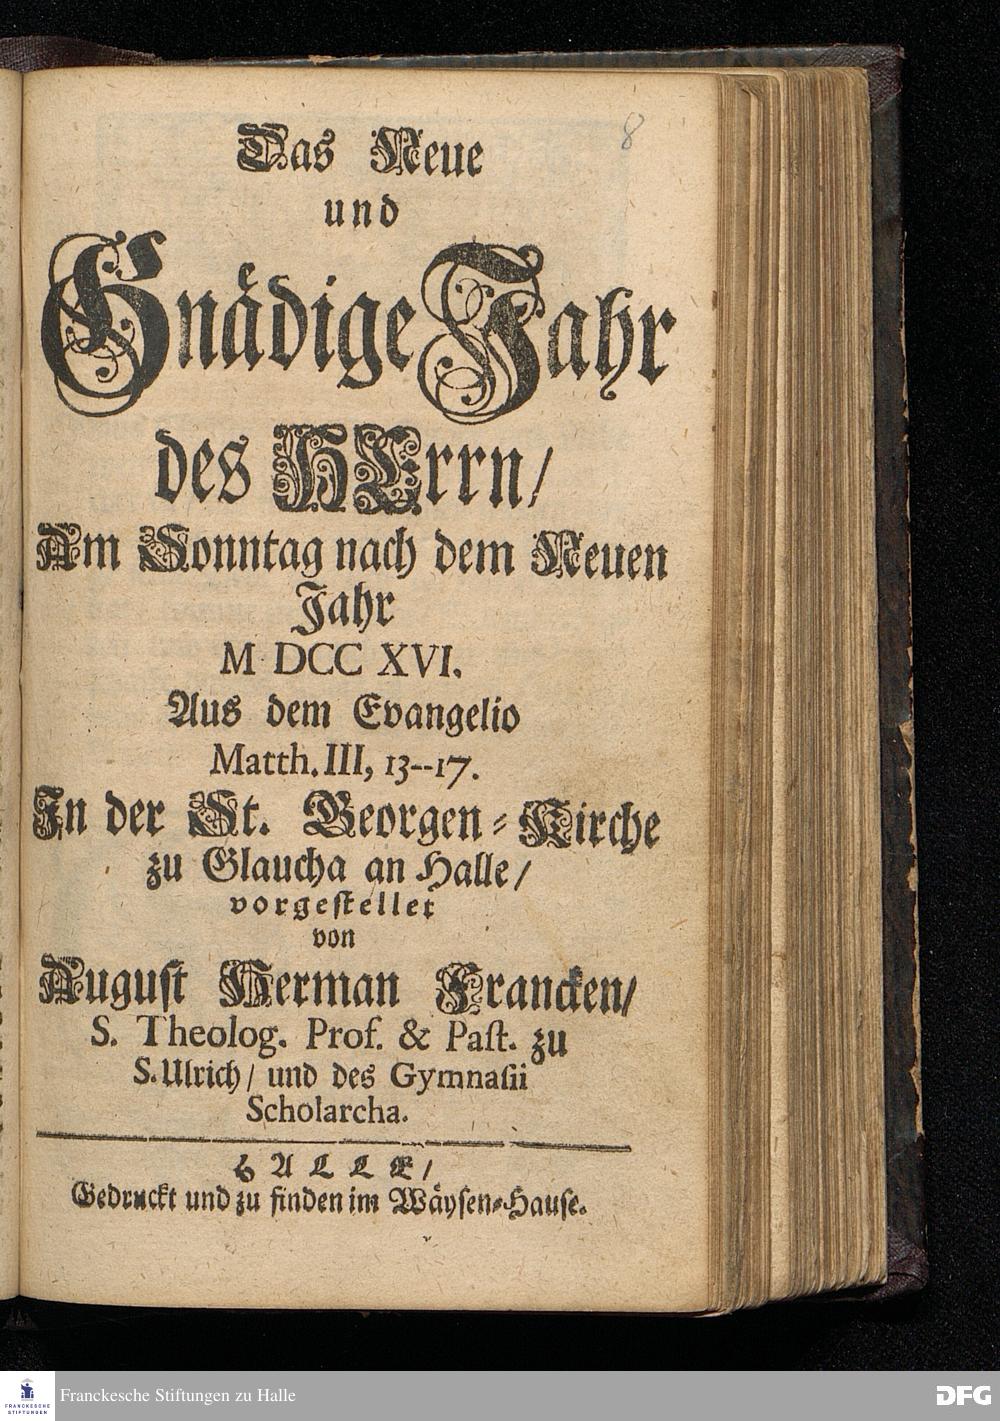 8
Das Neue
und
Gnädige Jahr
des HErrn/
Am Sonntag nach dem Neuen
Jahr
M DCC XVI.
Aus dem Evangelio
Matth. III, 13--17.
In der St. Georgen-Kirche
zu Glaucha an Halle/
vorgestellet
von
August Herman Francken/
S. Theolog. Prof. & Past. zu
S. Ulrich/ und des Gymnasii
Scholarcha.
HALLE/
Gedruckt und zu finden im Wäysen-Hause.
FRANCKESCHE
STIFTUNGEN
Franckesche Stiftungen zu Halle
DFG